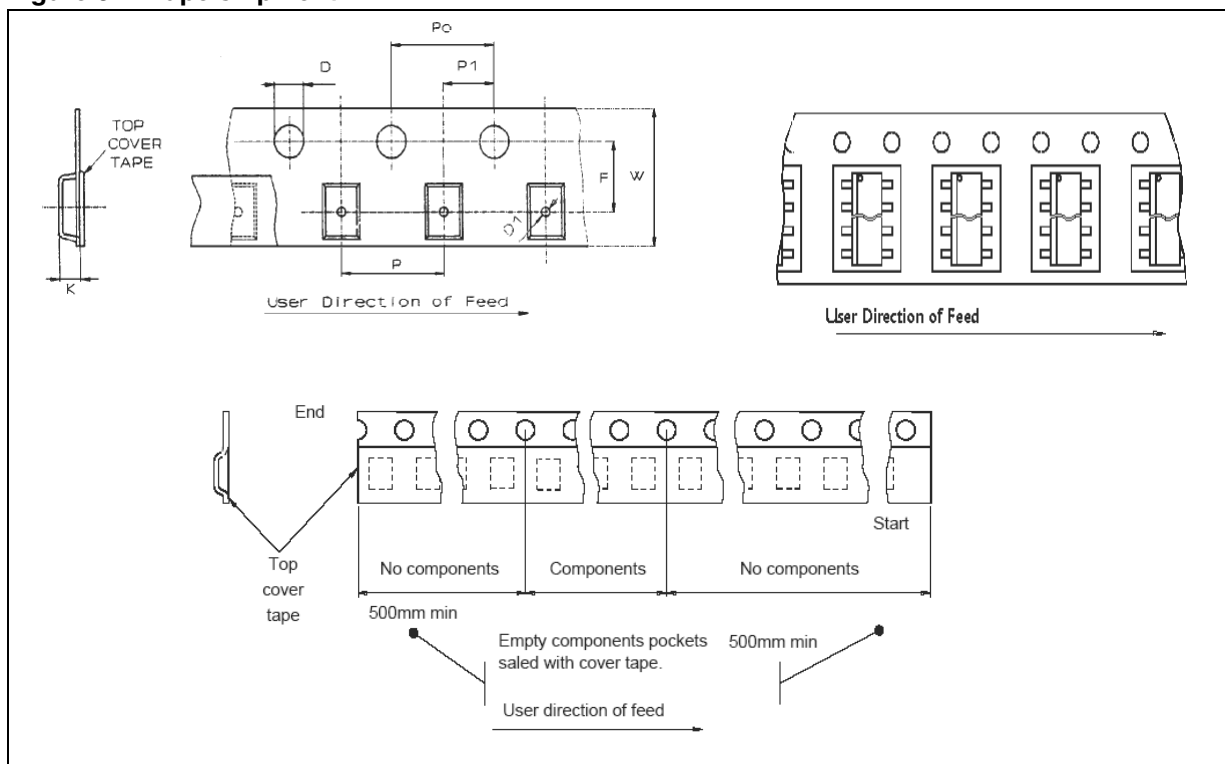 Po
D
P1
TOP
COVER
TAPE
F
W
D1
P
K
User Direction of Feed
User Direction of Feed
End
Start
Top
cover
tape
No components
Components
No components
500mm min
500mm min
Empty components pockets
saled with cover tape.
User direction of feed